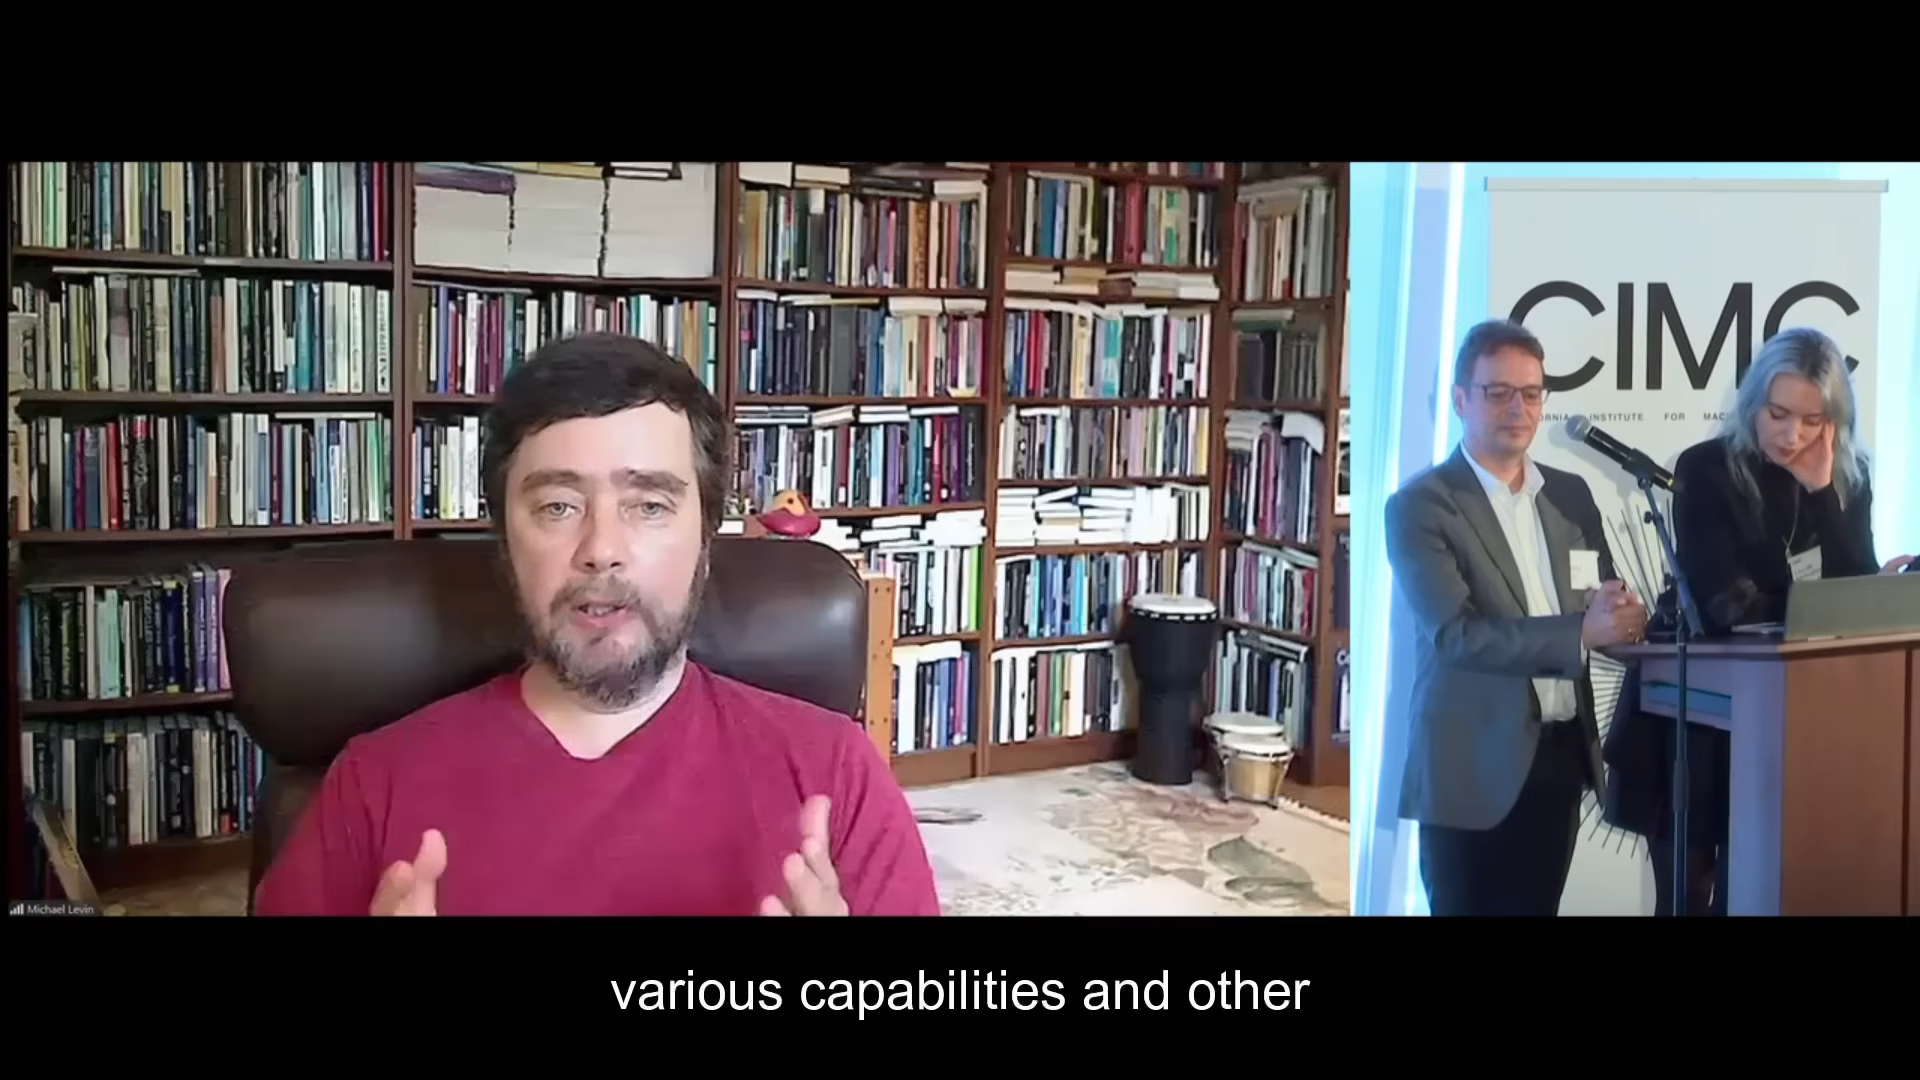 CIMC
INSTITUTE FOR
Michael Levin
various capabilities and other